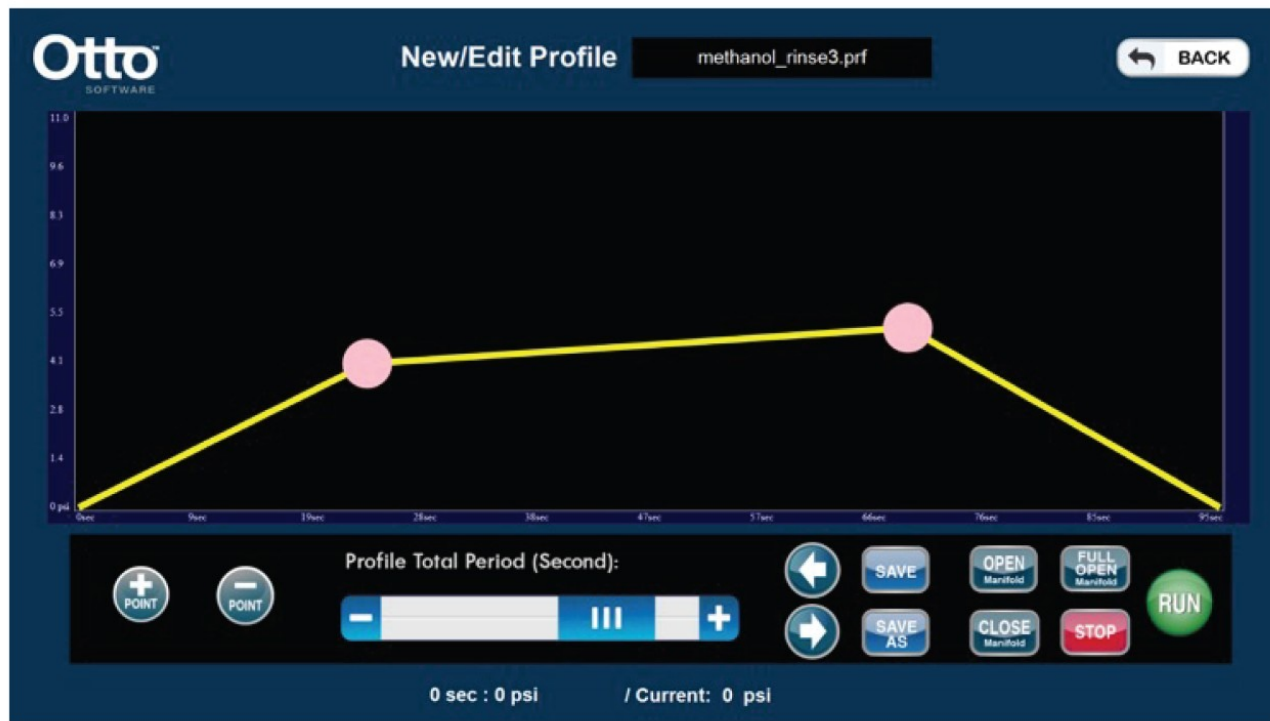 Otto™
SOFTWARE
New/Edit Profile
methanol_rinse3.prf
BACK
11.0
9.6
8.3
6.9
5.5
4.1
2.8
1.4
0 psi
0sec 9sec 19sec 28sec 38sec 47sec 57sec 66sec 76sec 85sec 95sec
+
POINT
−
POINT
Profile Total Period (Second):
− +
SAVE
SAVE
AS
OPEN
Manifold
CLOSE
Manifold
FULL
OPEN
Manifold
STOP
RUN
0 sec : 0 psi / Current: 0 psi